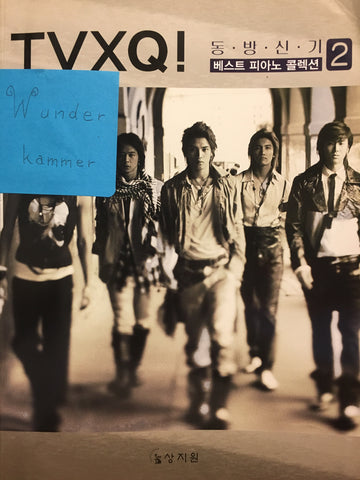 TVXQ!
동·방·신·기
베스트 피아노 콜렉션 2
Wunder
kammer
삼지원